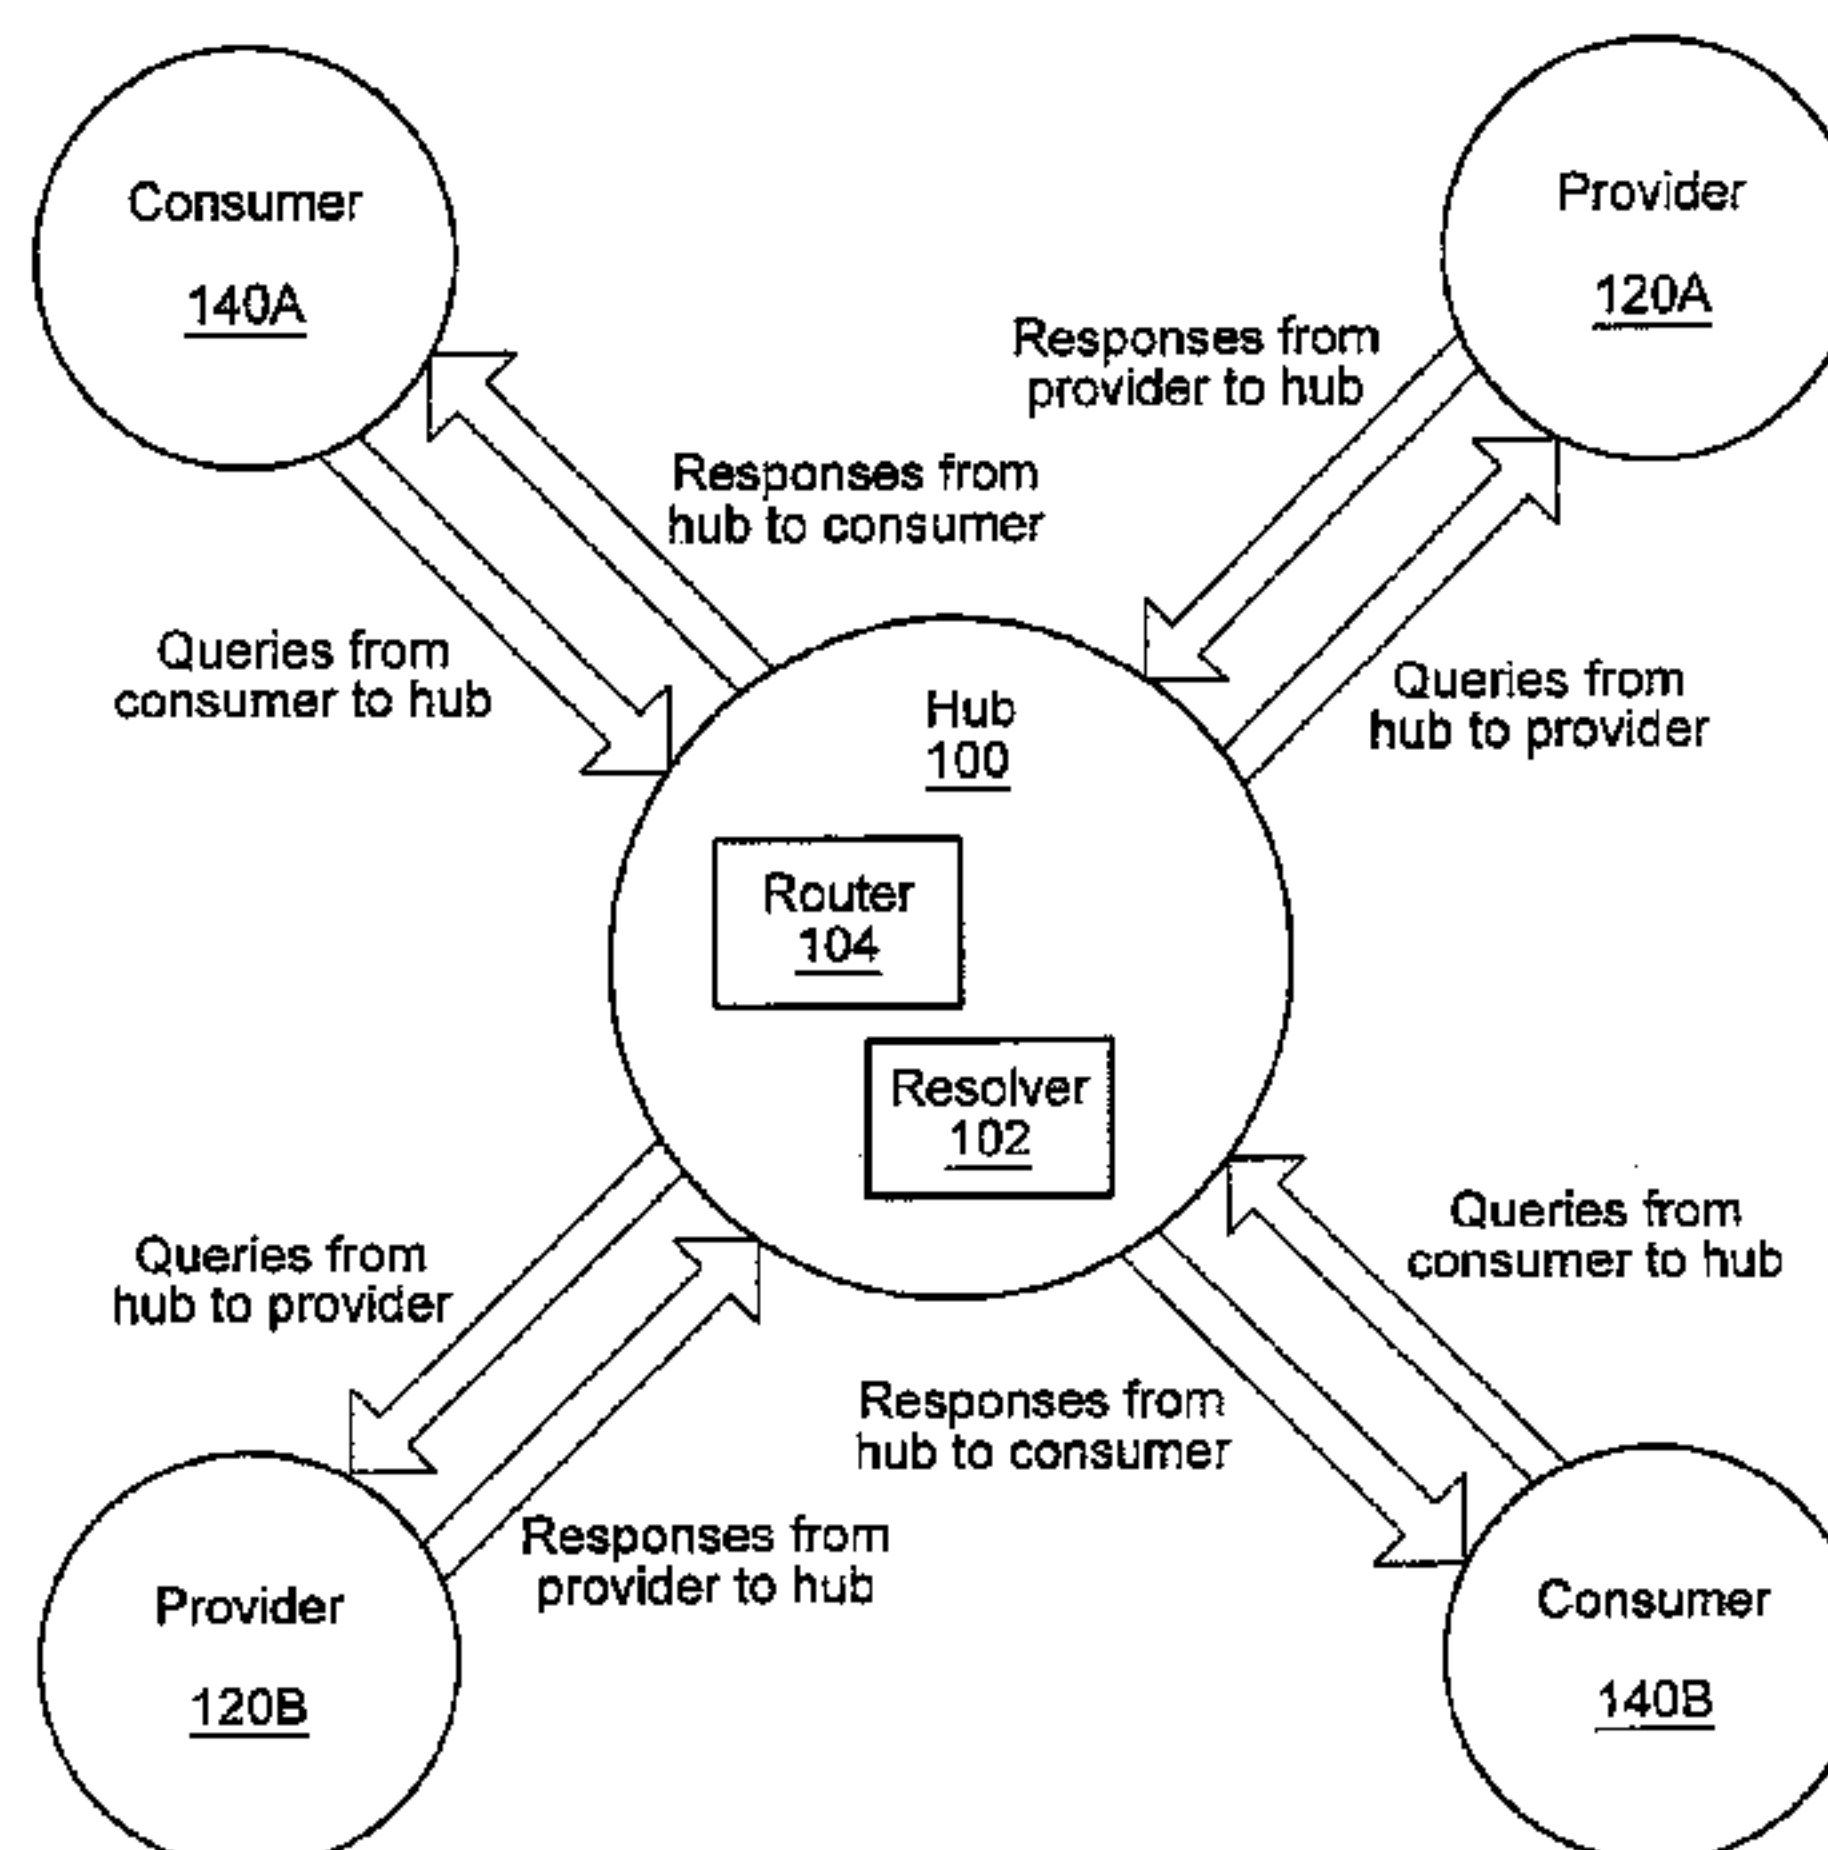 Consumer
140A
Provider
120A
Responses from
provider to hub
Responses from
hub to consumer
Queries from
consumer to hub
Queries from
hub to provider
Hub
100
Router
104
Resolver
102
Queries from
hub to provider
Queries from
consumer to hub
Responses from
hub to consumer
Responses from
provider to hub
Provider
120B
Consumer
140B